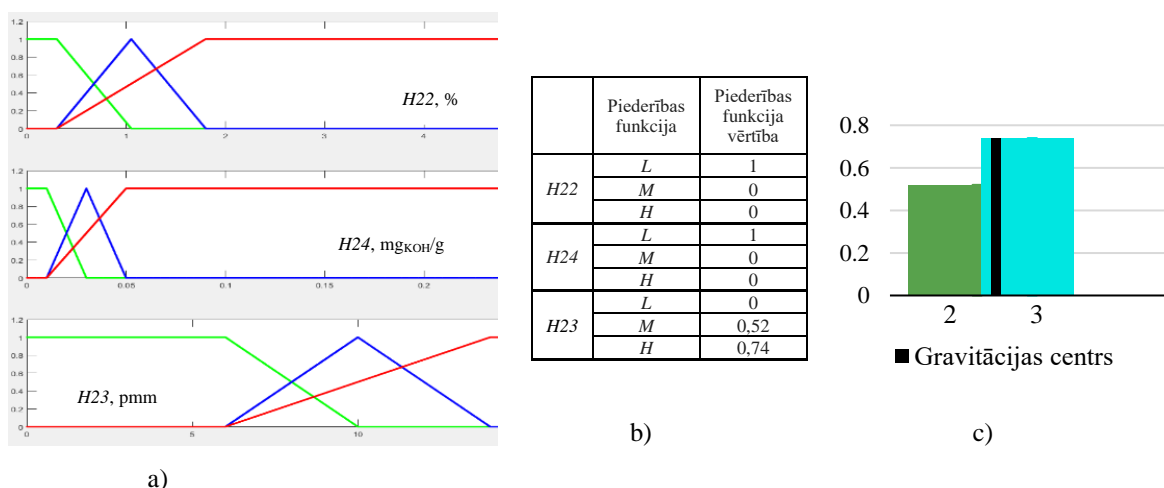 1.2
1
0.8
0.6
0.4
0.2
0
H22, %
0
1
2
3
4
1.2
1
0.8
0.6
0.4
0.2
0
H24, mgKOH/g
0
0.05
0.1
0.15
0.2
1.2
1
0.8
0.6
0.4
0.2
0
H23, pmm
0
5
10
a)
Piederības funkcija
Piederības funkcija vērtība
H22
L 1
M 0
H 0
H24
L 1
M 0
H 0
H23
L 0
M 0,52
H 0,74
b)
0.8
0.6
0.4
0.2
0
2 3
Gravitācijas centrs
c)